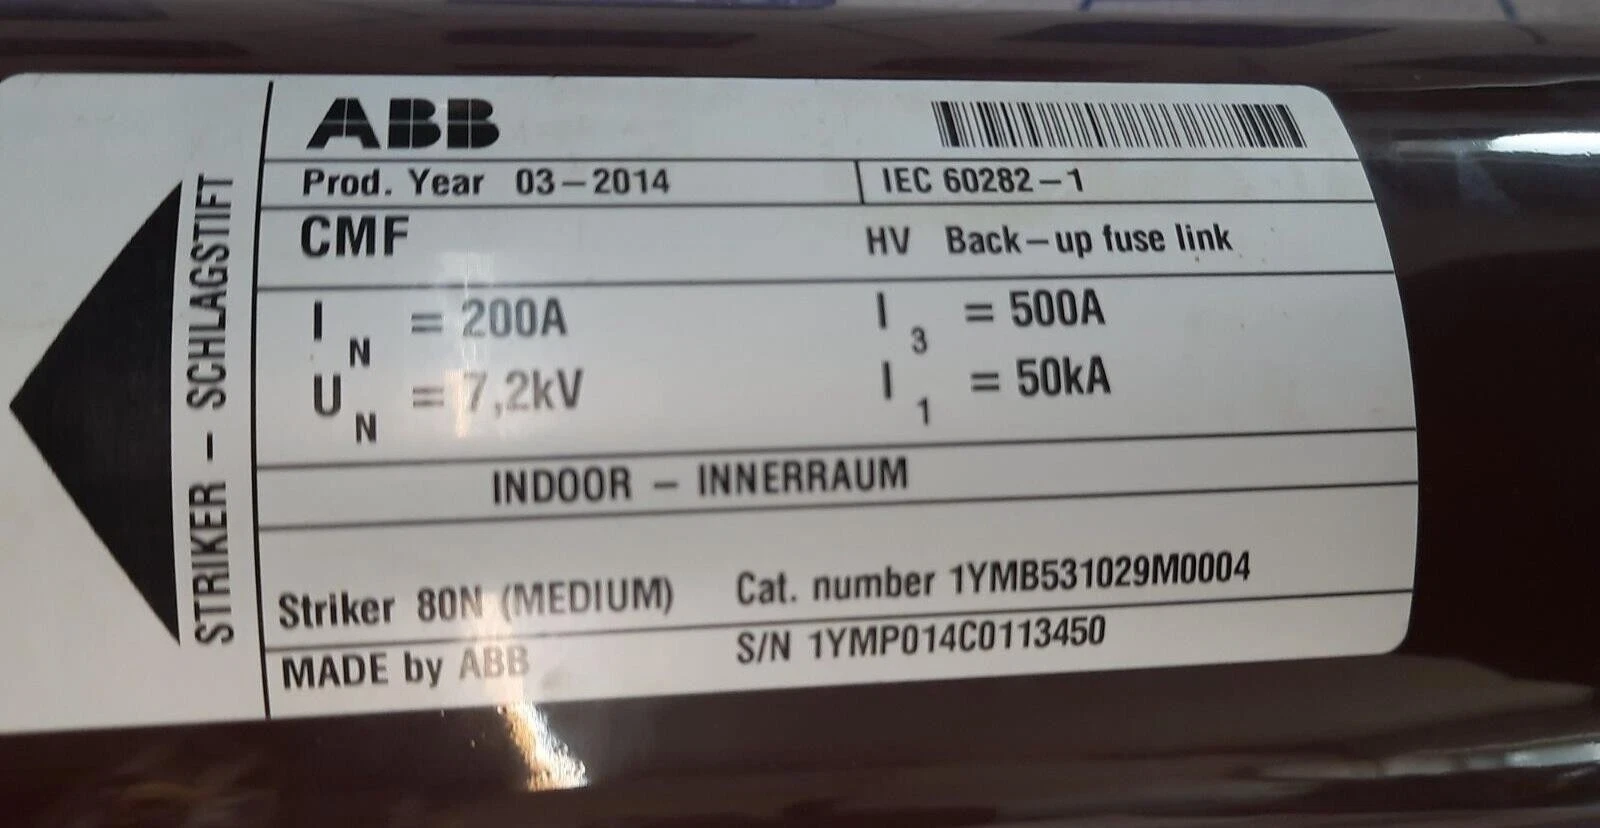 STRIKER - SCHLAGSTIFT
ABB
Prod. Year 03-2014 IEC 60282-1
CMF HV Back-up fuse link
I N = 200A I 3 = 500A
U N = 7,2kV I 1 = 50kA
INDOOR - INNERRAUM
Striker 80N (MEDIUM) Cat. number 1YMB531029M0004
MADE by ABB S/N 1YMP014C0113450